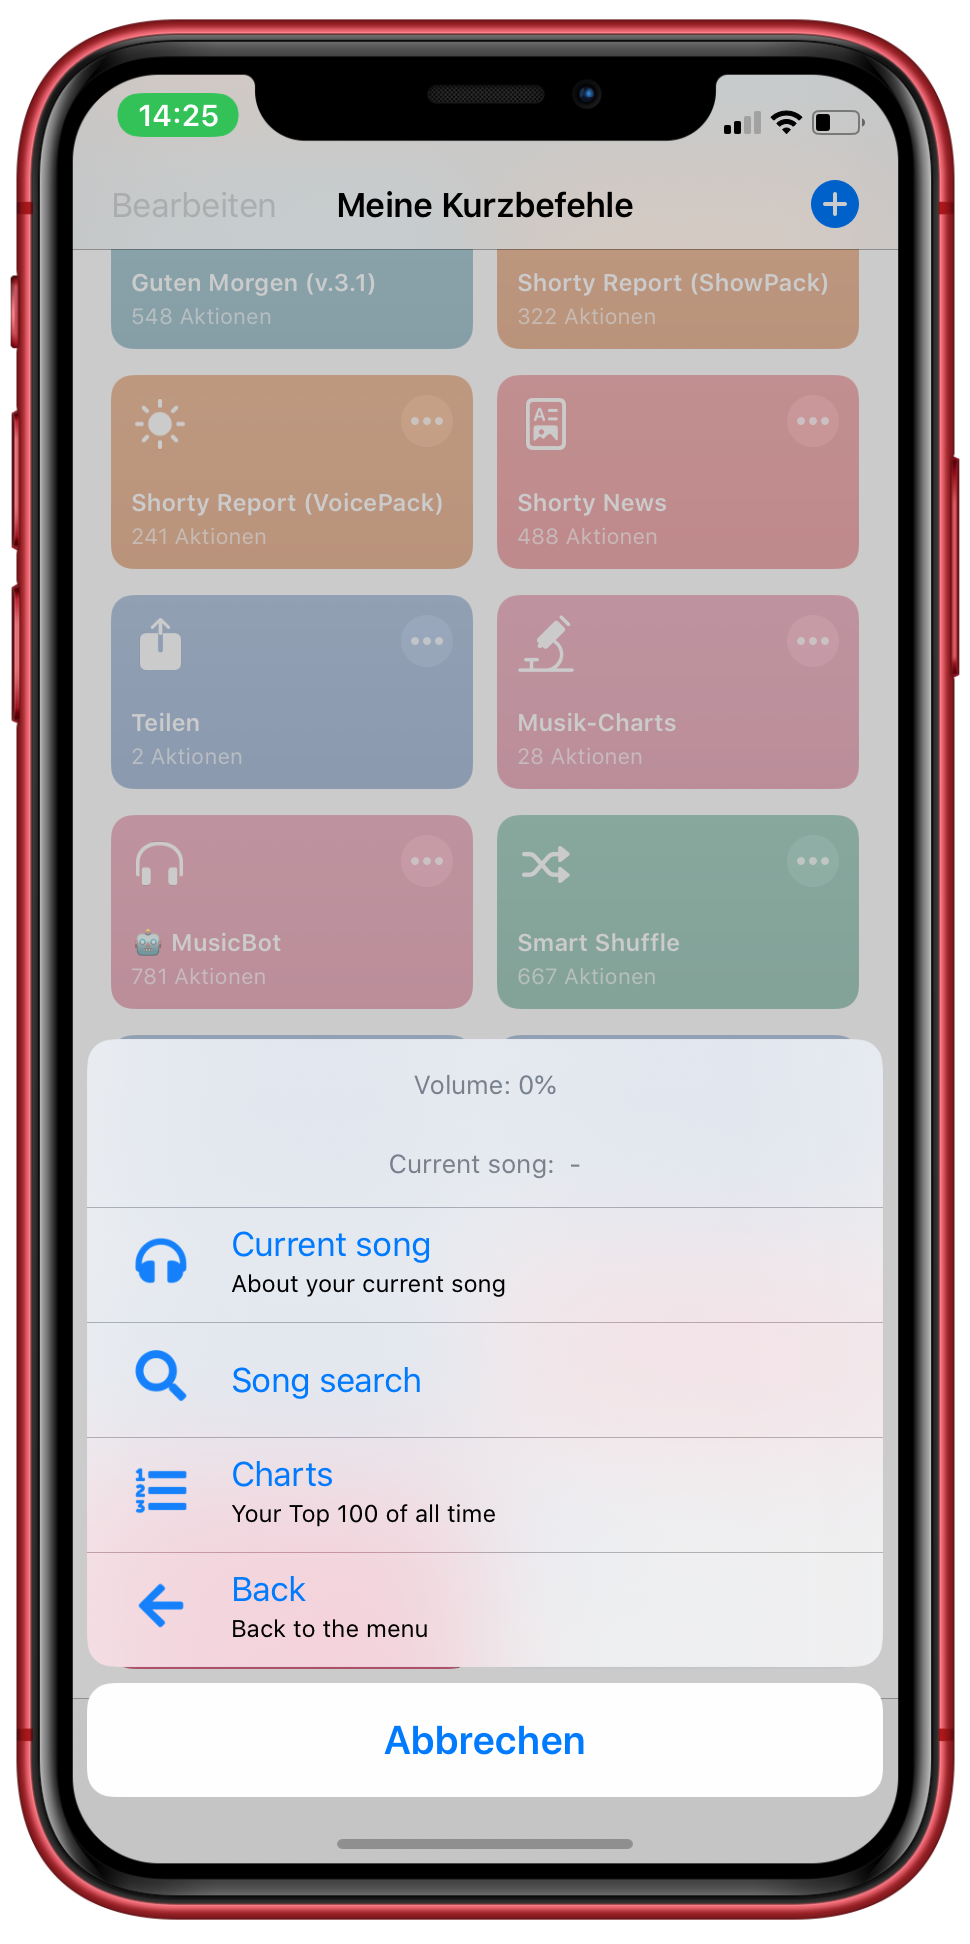 14:25
Bearbeiten
Meine Kurzbefehle
Guten Morgen (v.3.1)
548 Aktionen
Shorty Report (ShowPack)
322 Aktionen
Shorty Report (VoicePack)
241 Aktionen
Shorty News
488 Aktionen
Teilen
2 Aktionen
Musik-Charts
28 Aktionen
🤖 MusicBot
781 Aktionen
Smart Shuffle
667 Aktionen
Volume: 0%
Current song: -
Current song
About your current song
Song search
Charts
Your Top 100 of all time
Back
Back to the menu
Abbrechen